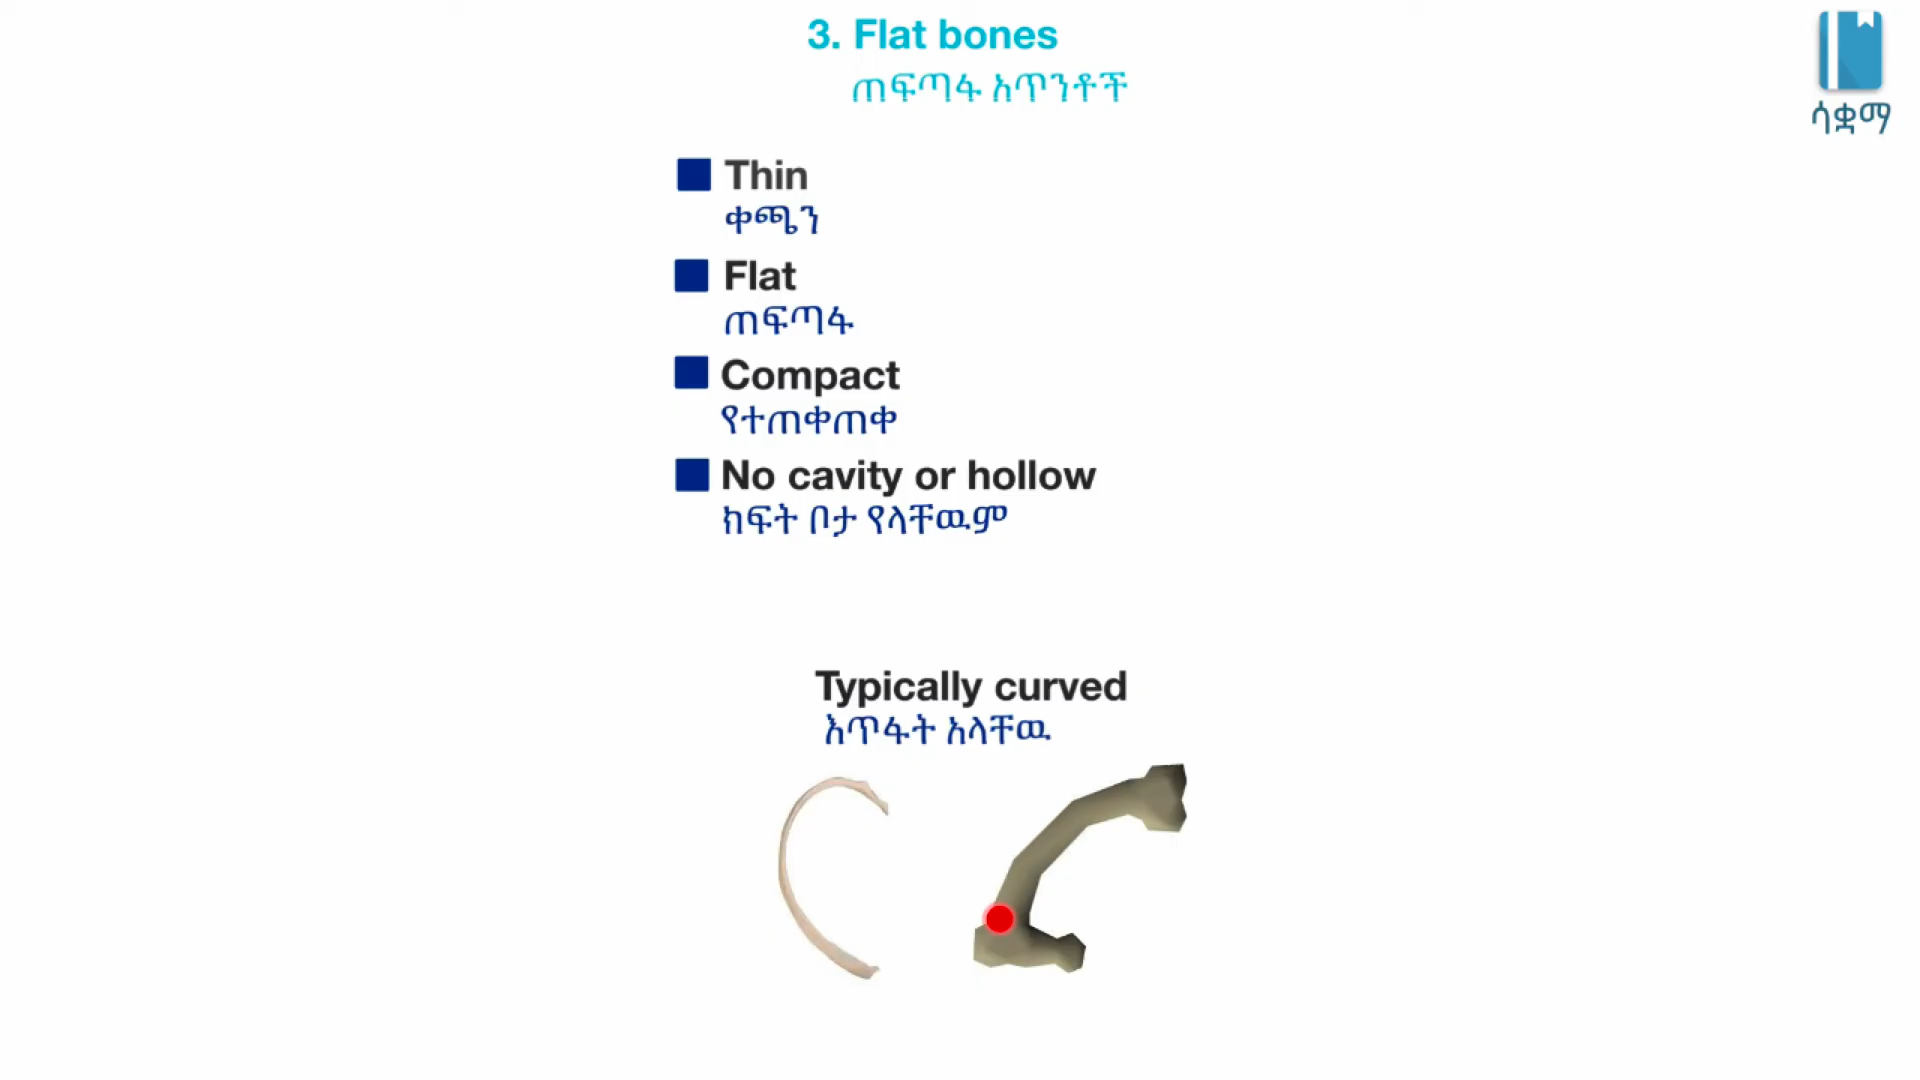 3. Flat bones
ጠፍጣፋ አጥንቶች
ሳቋማ
Thin
ቀጫን
Flat
ጠፍጣፋ
Compact
የተጠቀጠቀ
No cavity or hollow
ክፍት ቦታ የላቸዉም
Typically curved
እጥፋት አላቸዉ